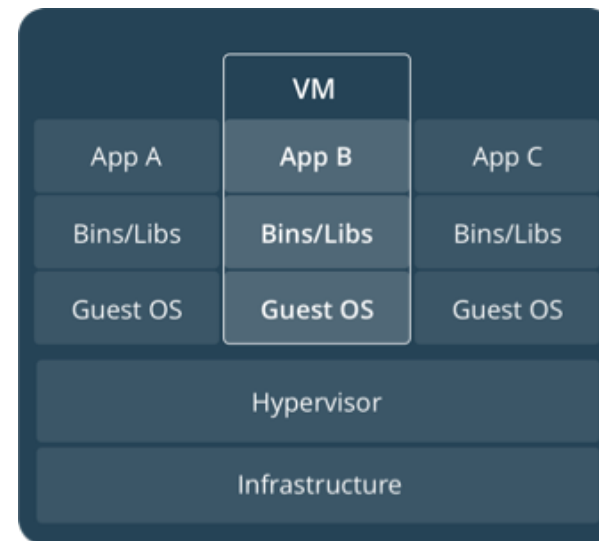 VM
App A App B App C
Bins/Libs Bins/Libs Bins/Libs
Guest OS Guest OS Guest OS
Hypervisor
Infrastructure